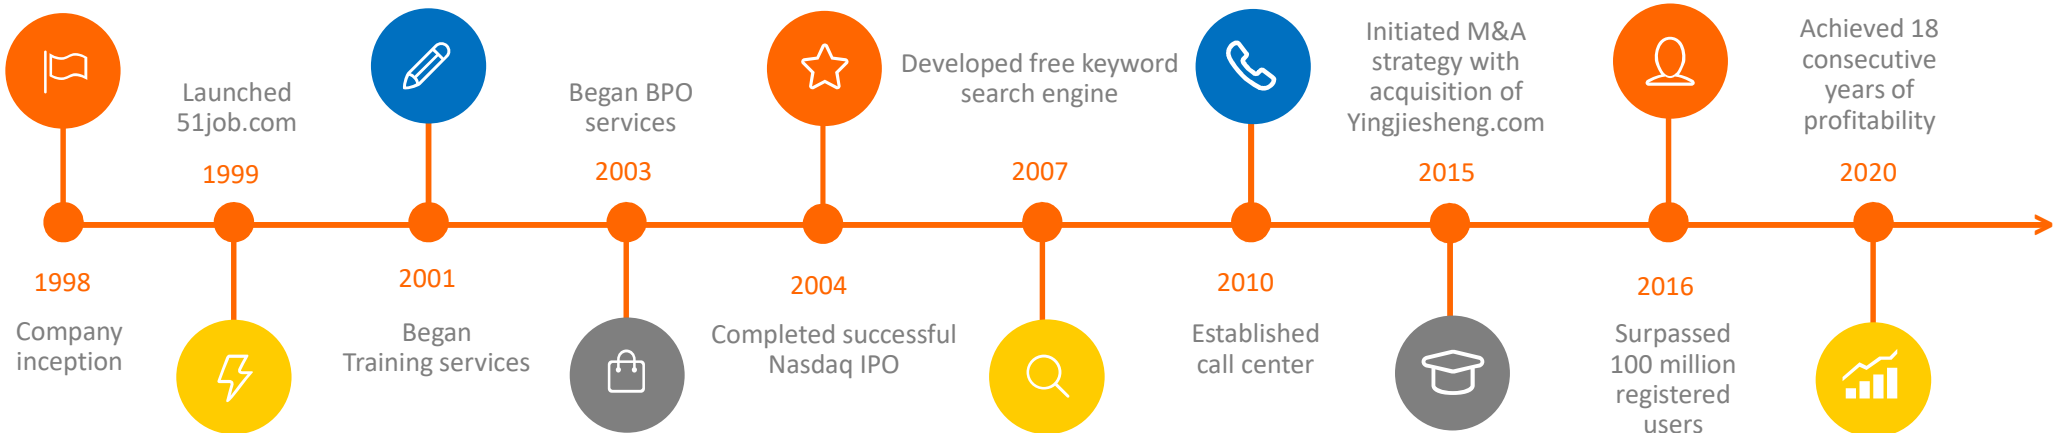 1998
Company
inception
Launched
51job.com
1999
2001
Began
Training services
Began BPO
services
2003
2004
Completed successful
Nasdaq IPO
Developed free keyword
search engine
2007
2010
Established
call center
Initiated M&A
strategy with
acquisition of
Yingjiesheng.com
2015
2016
Surpassed
100 million
registered
users
Achieved 18
consecutive
years of
profitability
2020